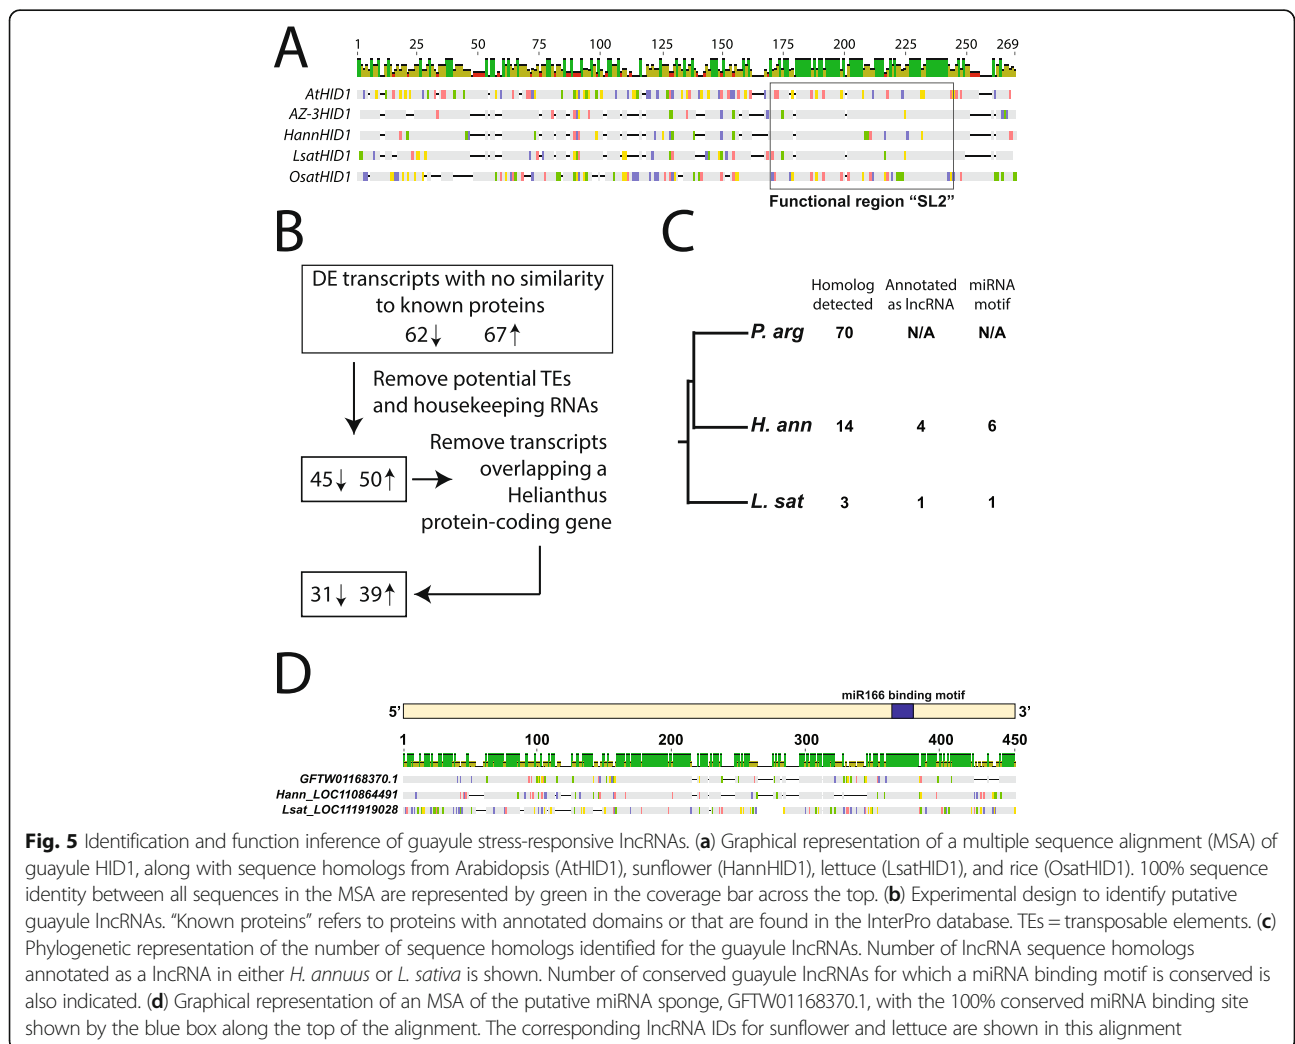 A
1 25 50 75 100 125 150 175 200 225 250 269
AtHID1
AZ-3HID1
HannHID1
LsatHID1
OsatHID1
Functional region “SL2”
B
DE transcripts with no similarity
to known proteins
62↓ 67↑
Remove potential TEs
and housekeeping RNAs
45↓ 50↑
Remove transcripts
overlapping a
Helianthus
protein-coding gene
31↓ 39↑
C
Homolog Annotated miRNA
detected as lncRNA motif
P. arg 70 N/A N/A
H. ann 14 4 6
L. sat 3 1 1
D
miR166 binding motif
5’ 3’
1 100 200 300 400 450
GFTW01168370.1
Hann_LOC110864491
Lsat_LOC111919028
Fig. 5 Identification and function inference of guayule stress-responsive lncRNAs. (a) Graphical representation of a multiple sequence alignment (MSA) of
guayule HID1, along with sequence homologs from Arabidopsis (AtHID1), sunflower (HannHID1), lettuce (LsatHID1), and rice (OsatHID1). 100% sequence
identity between all sequences in the MSA are represented by green in the coverage bar across the top. (b) Experimental design to identify putative
guayule lncRNAs. “Known proteins” refers to proteins with annotated domains or that are found in the InterPro database. TEs = transposable elements. (c)
Phylogenetic representation of the number of sequence homologs identified for the guayule lncRNAs. Number of lncRNA sequence homologs
annotated as a lncRNA in either H. annuus or L. sativa is shown. Number of conserved guayule lncRNAs for which a miRNA binding motif is conserved is
also indicated. (d) Graphical representation of an MSA of the putative miRNA sponge, GFTW01168370.1, with the 100% conserved miRNA binding site
shown by the blue box along the top of the alignment. The corresponding lncRNA IDs for sunflower and lettuce are shown in this alignment